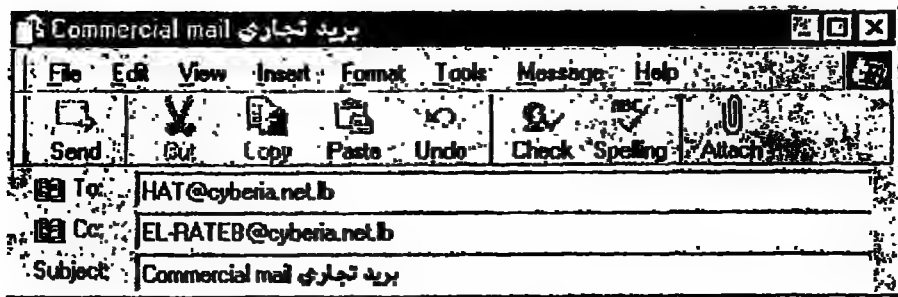 Commercial mail بريد تجاري
File Edit View Insert Format Tools Message Help
Send Cut Copy Paste Undo Check Spelling Attach
To: HAT@cyberia.net.lb
Cc: EL-RATEB@cyberia.net.lb
Subject: Commercial mail بريد تجاري